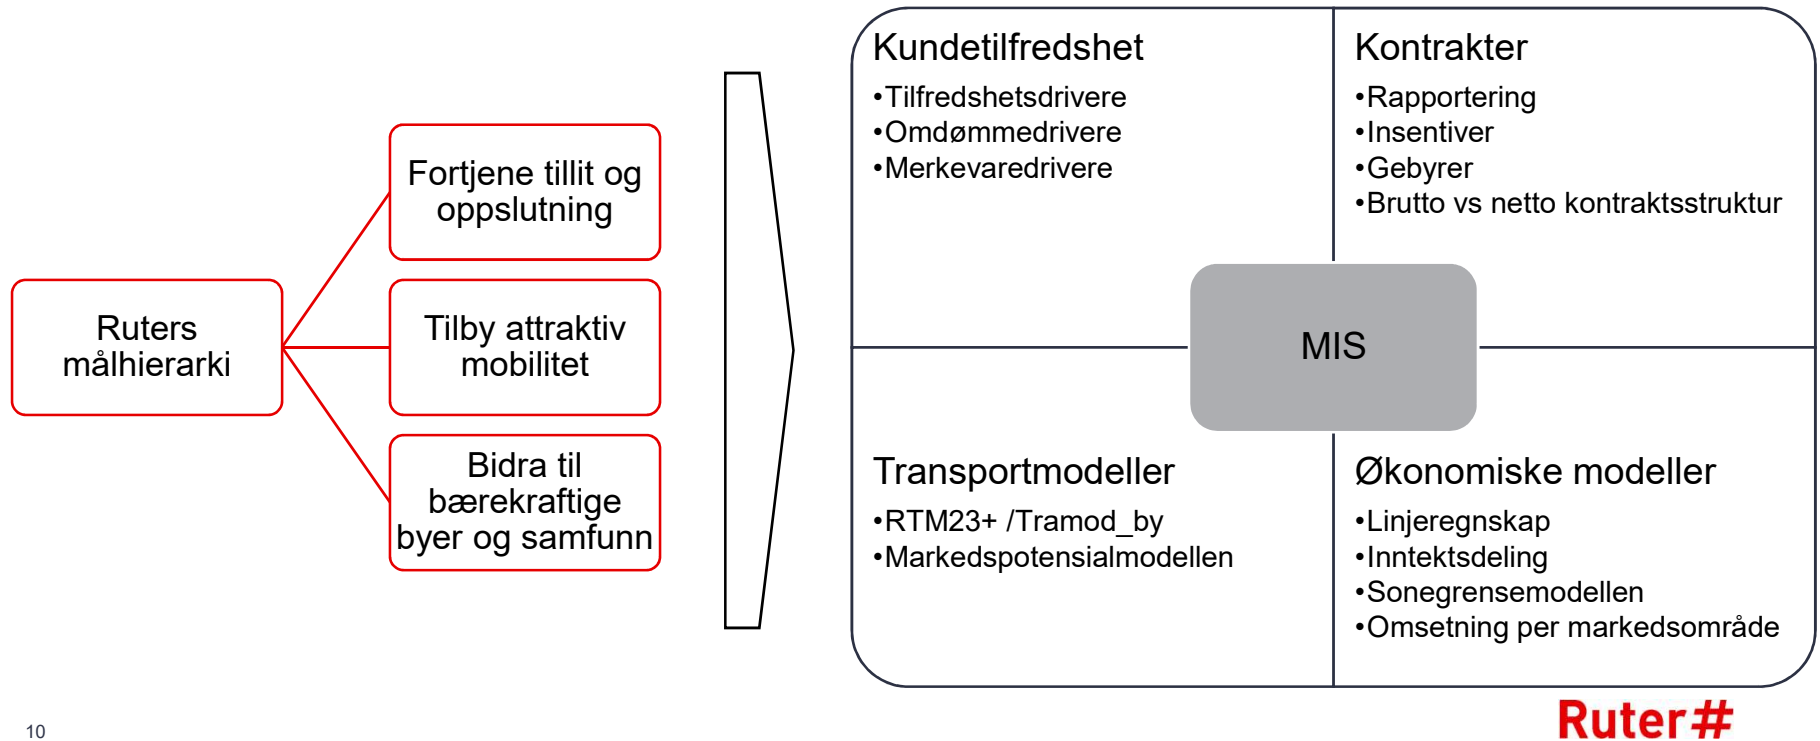 Ruters
målhierarki
Fortjene tillit og
oppslutning
Tilby attraktiv
mobilitet
Bidra til
bærekraftige
byer og samfunn
Kundetilfredshet
•Tilfredshetsdrivere
•Omdømmedrivere
•Merkevaredrivere
Kontrakter
•Rapportering
•Insentiver
•Gebyrer
•Brutto vs netto kontraktsstruktur
MIS
Transportmodeller
•RTM23+ /Tramod_by
•Markedspotensialmodellen
Økonomiske modeller
•Linjeregnskap
•Inntektsdeling
•Sonegrensemodellen
•Omsetning per markedsområde
10
Ruter#